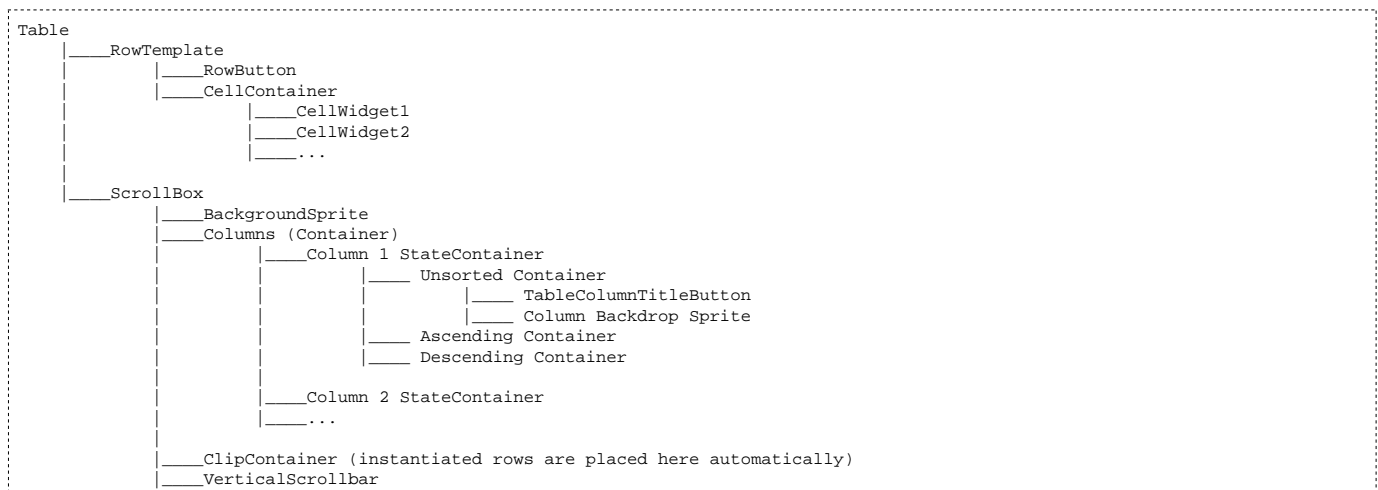 Table
|____RowTemplate
| |____RowButton
| |____CellContainer
| |____CellWidget1
| |____CellWidget2
| |____...
|
|____ScrollBox
|____BackgroundSprite
|____Columns (Container)
| |____Column 1 StateContainer
| | |____ Unsorted Container
| | | |____ TableColumnTitleButton
| | | |____ Column Backdrop Sprite
| | |____ Ascending Container
| | |____ Descending Container
| |
| |____Column 2 StateContainer
| |____...
|
|____ClipContainer (instantiated rows are placed here automatically)
|____VerticalScrollbar